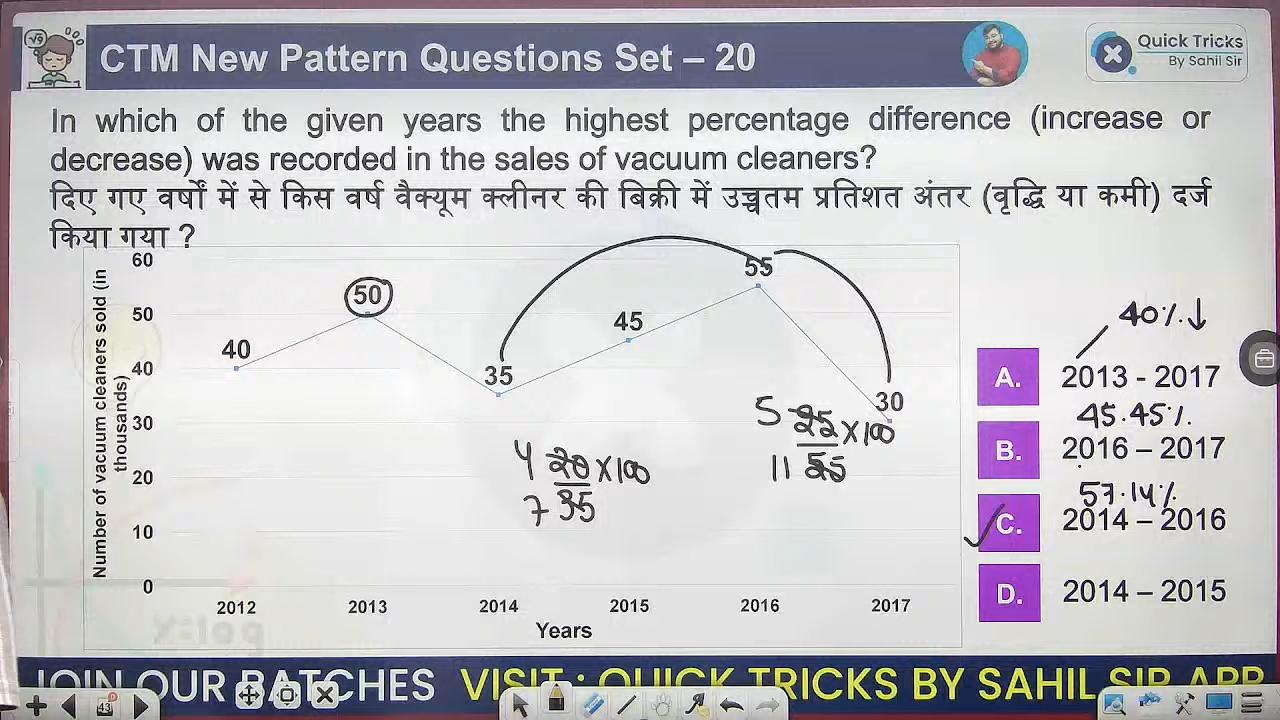 CTM New Pattern Questions Set – 20
Quick Tricks
By Sahil Sir
In which of the given years the highest percentage difference (increase or
decrease) was recorded in the sales of vacuum cleaners?
दिए गए वर्षों में से किस वर्ष वैक्यूम क्लीनर की बिक्री में उच्चतम प्रतिशत अंतर (वृद्धि या कमी) दर्ज
किया गया ?
Number of vacuum cleaners sold (in
thousands)
60
50
40
30
20
10
0
40
50
35
45
55
30
2012 2013 2014 2015 2016 2017
Years
4 20 × 100
7 35
5 25 × 100
11 55
40%↓
A. 2013 - 2017
45.45%
B. 2016 – 2017
57.14%
C. 2014 – 2016
D. 2014 – 2015
JOIN OUR BATCHES VISIT : QUICK TRICKS BY SAHIL SIR APP
43